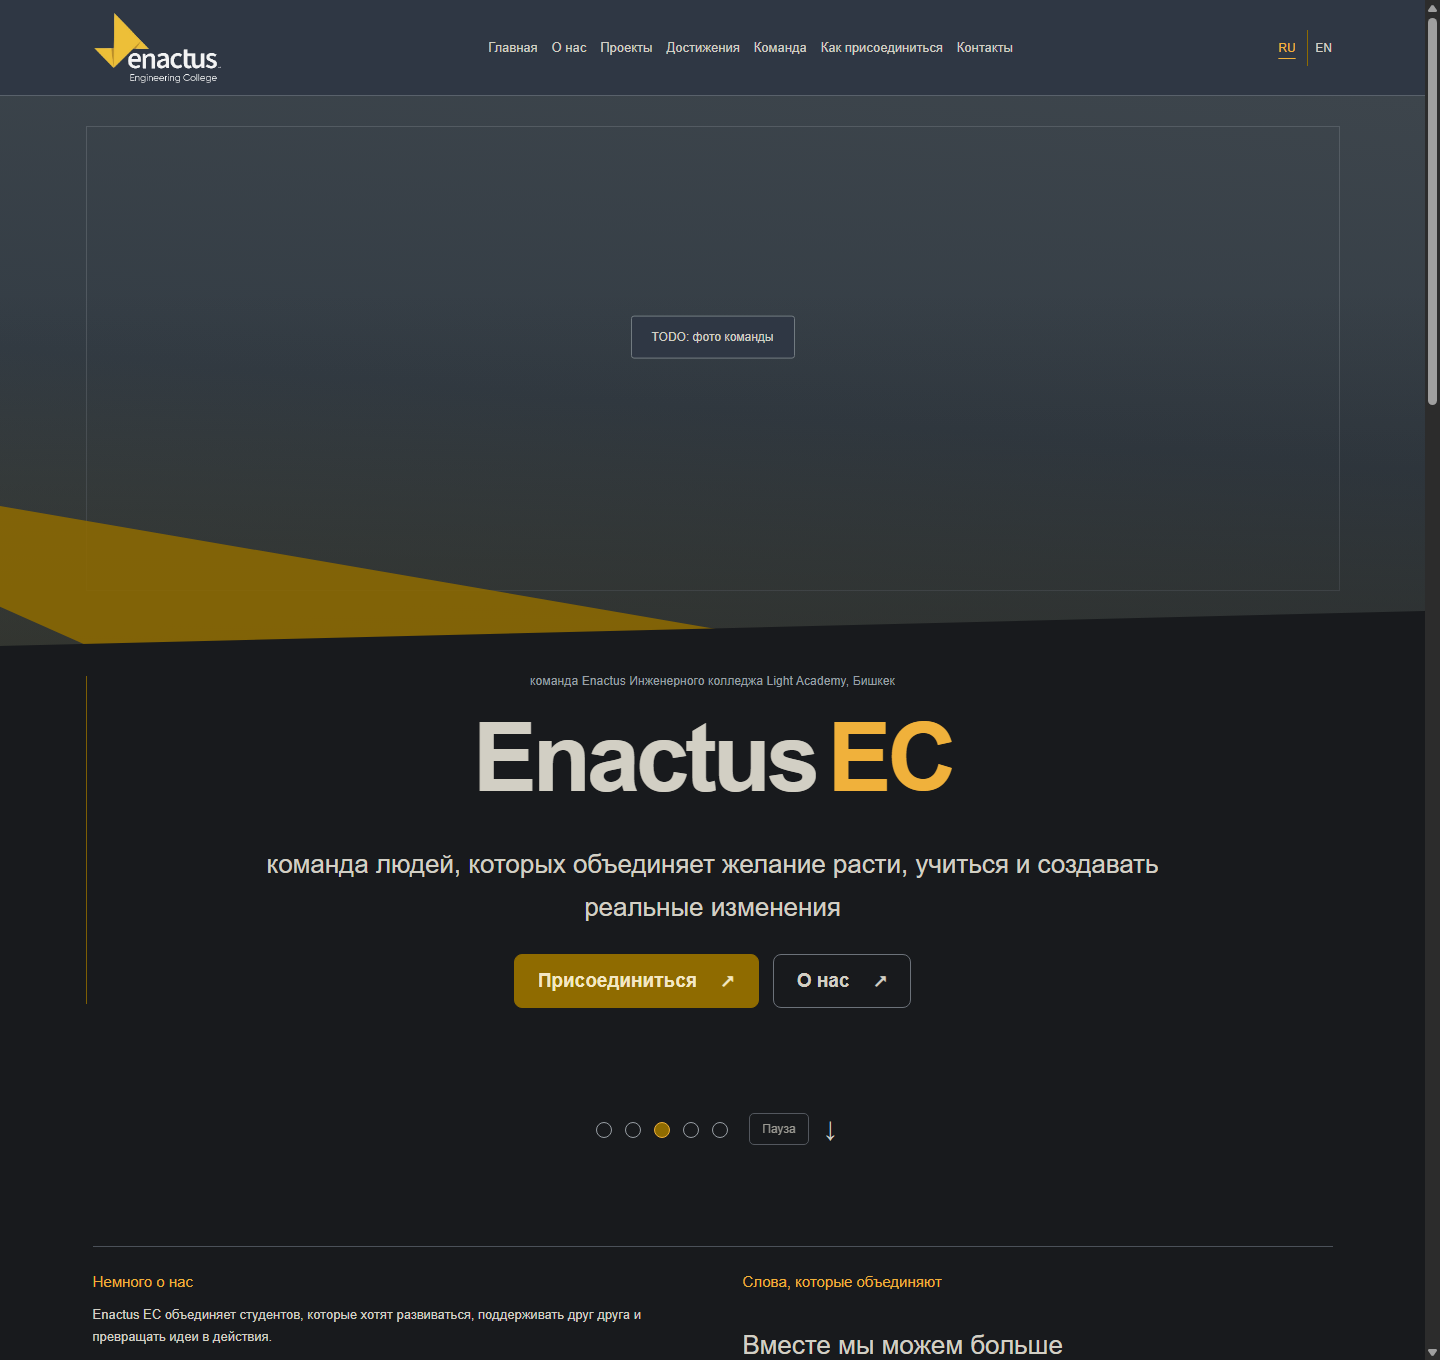 enactus
Engineering College
Главная О нас Проекты Достижения Команда Как присоединиться Контакты
RU EN
TODO: фото команды
команда Enactus Инженерного колледжа Light Academy, Бишкек
Enactus EC
команда людей, которых объединяет желание расти, учиться и создавать
реальные изменения
Присоединиться ↗ О нас ↗
Пауза ↓
Немного о нас
Enactus EC объединяет студентов, которые хотят развиваться, поддерживать друг друга и
превращать идеи в действия.
Слова, которые объединяют
Вместе мы можем больше